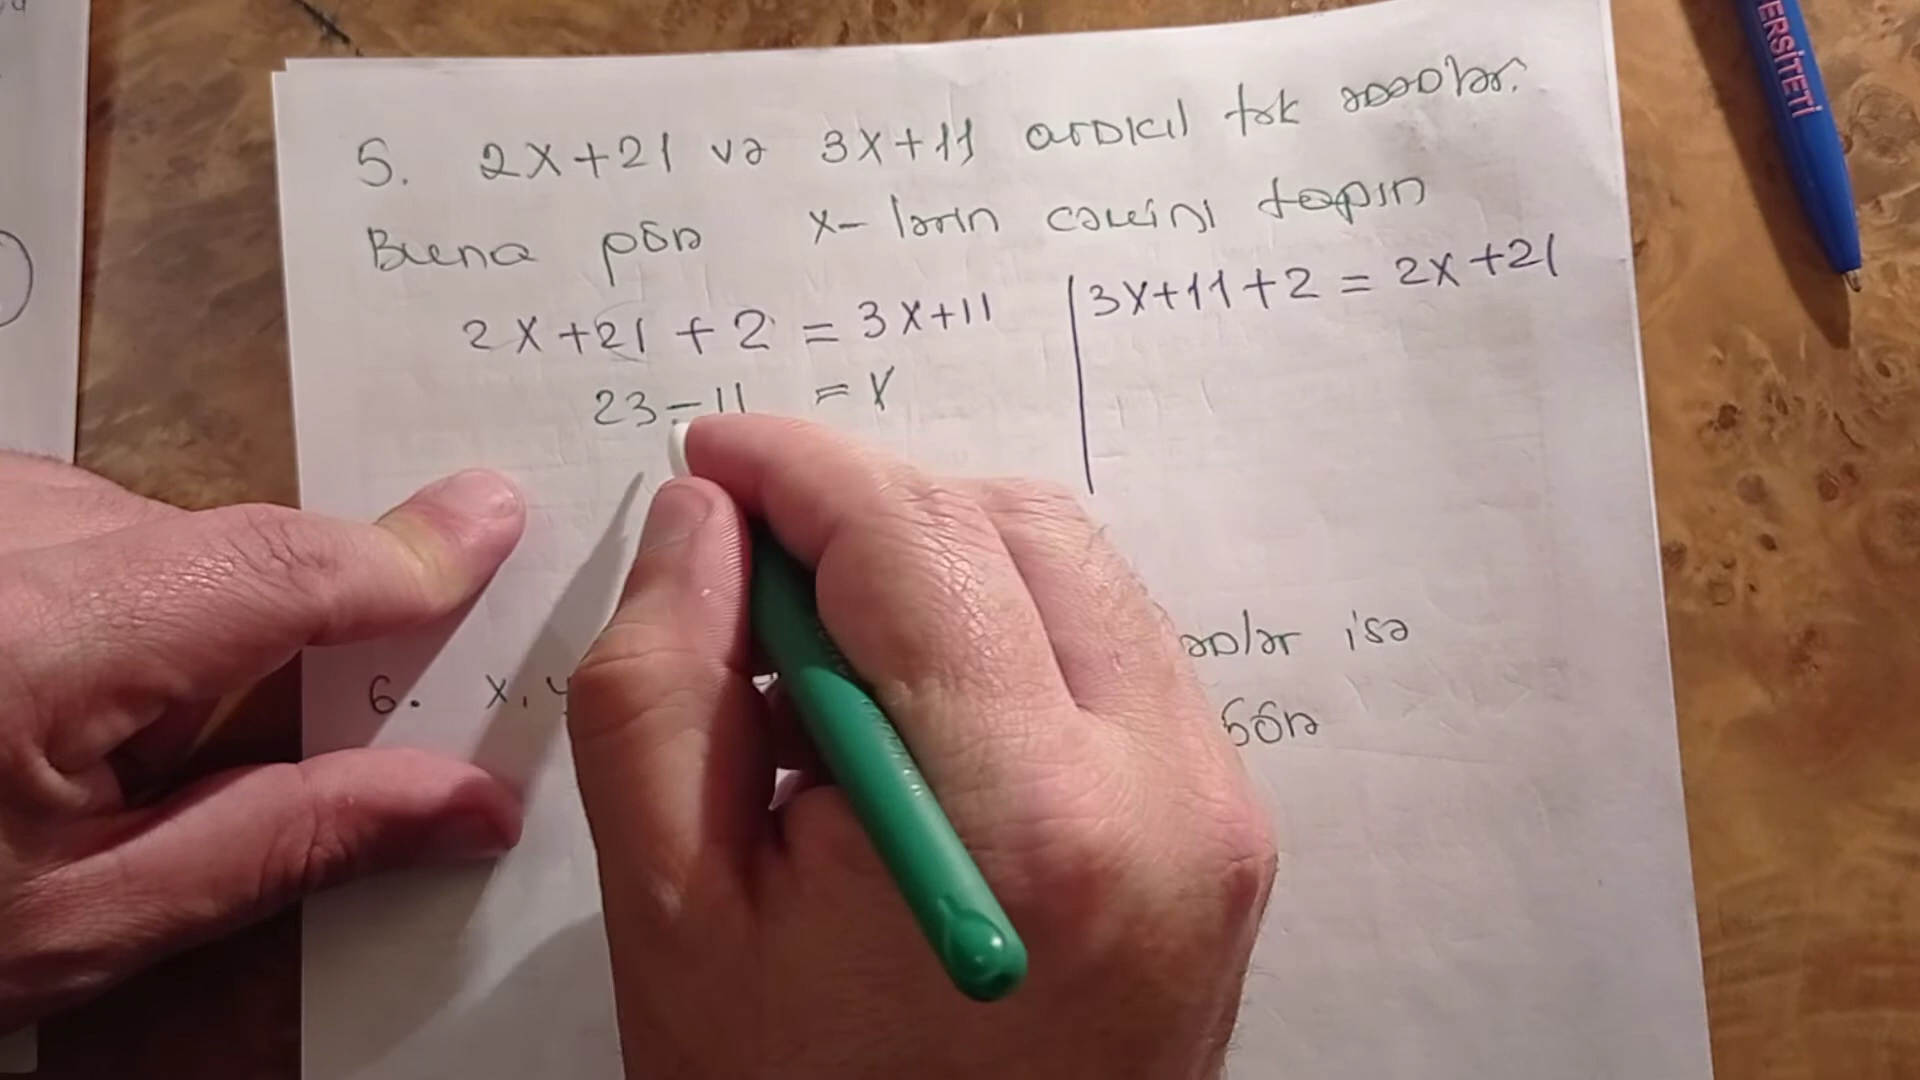 5. 2x+21 və 3x+11 ardıcıl tək ədədlər.
Buna görə x-lərin cəmini tapın
2x+21+2 = 3x+11
23-11 = x
3x+11+2 = 2x+21
6. x, y
ədədlər isə
görə
ERSİTETİ